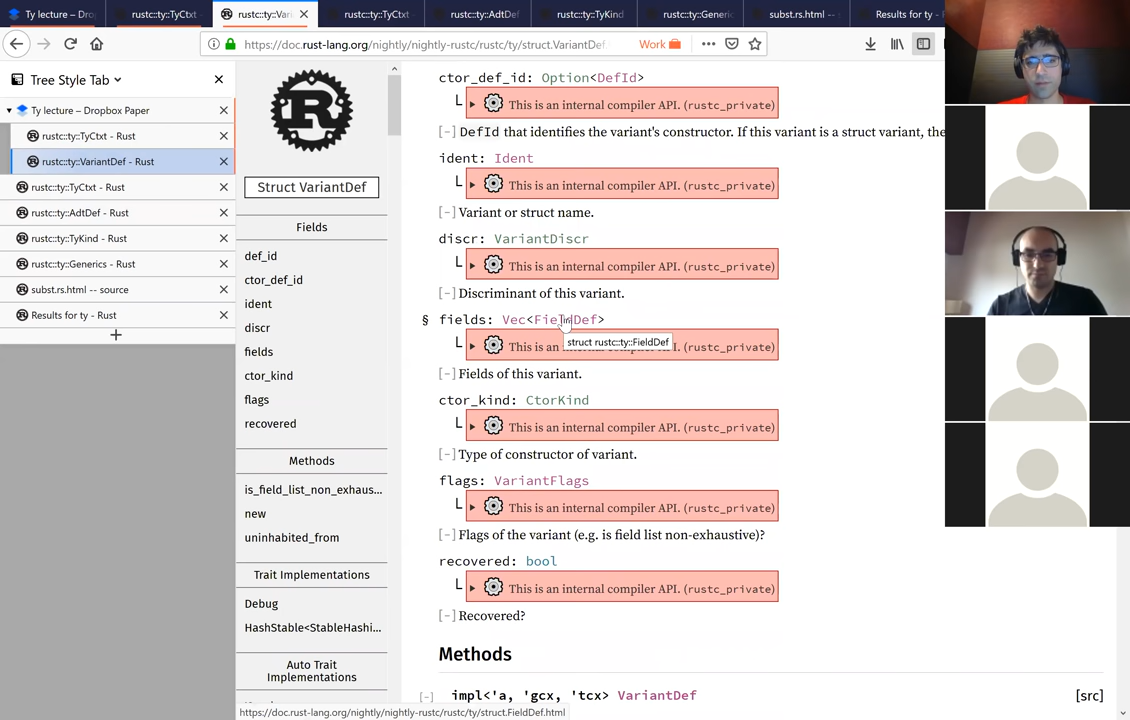 Ty lecture – Dropbox Paper
rustc::ty::TyCtxt -
rustc::ty::Vari
rustc::ty::TyCtxt
rustc::ty::AdtDef
rustc::ty::TyKind
rustc::ty::Generic
subst.rs.html --
Results for ty -
https://doc.rust-lang.org/nightly/nightly-rustc/rustc/ty/struct.VariantDef.
Work
Tree Style Tab
Ty lecture – Dropbox Paper
rustc::ty::TyCtxt - Rust
rustc::ty::VariantDef - Rust
rustc::ty::TyCtxt - Rust
rustc::ty::AdtDef - Rust
rustc::ty::TyKind - Rust
rustc::ty::Generics - Rust
subst.rs.html -- source
Results for ty - Rust
R
Struct VariantDef
Fields
def_id
ctor_def_id
ident
discr
fields
ctor_kind
flags
recovered
Methods
is_field_list_non_exhaus...
new
uninhabited_from
Trait Implementations
Debug
HashStable<StableHashi...
Auto Trait
Implementations
ctor_def_id: Option<DefId>
This is an internal compiler API. (rustc_private)
[-] DefId that identifies the variant's constructor. If this variant is a struct variant, the
ident: Ident
This is an internal compiler API. (rustc_private)
[-] Variant or struct name.
discr: VariantDiscr
This is an internal compiler API. (rustc_private)
[-] Discriminant of this variant.
§ fields: Vec<FieldDef>
struct rustc::ty::FieldDef
This is an internal compiler API. (rustc_private)
[-] Fields of this variant.
ctor_kind: CtorKind
This is an internal compiler API. (rustc_private)
[-] Type of constructor of variant.
flags: VariantFlags
This is an internal compiler API. (rustc_private)
[-] Flags of the variant (e.g. is field list non-exhaustive)?
recovered: bool
This is an internal compiler API. (rustc_private)
[-] Recovered?
Methods
[-] impl<'a, 'gcx, 'tcx> VariantDef [src]
https://doc.rust-lang.org/nightly/nightly-rustc/rustc/ty/struct.FieldDef.html